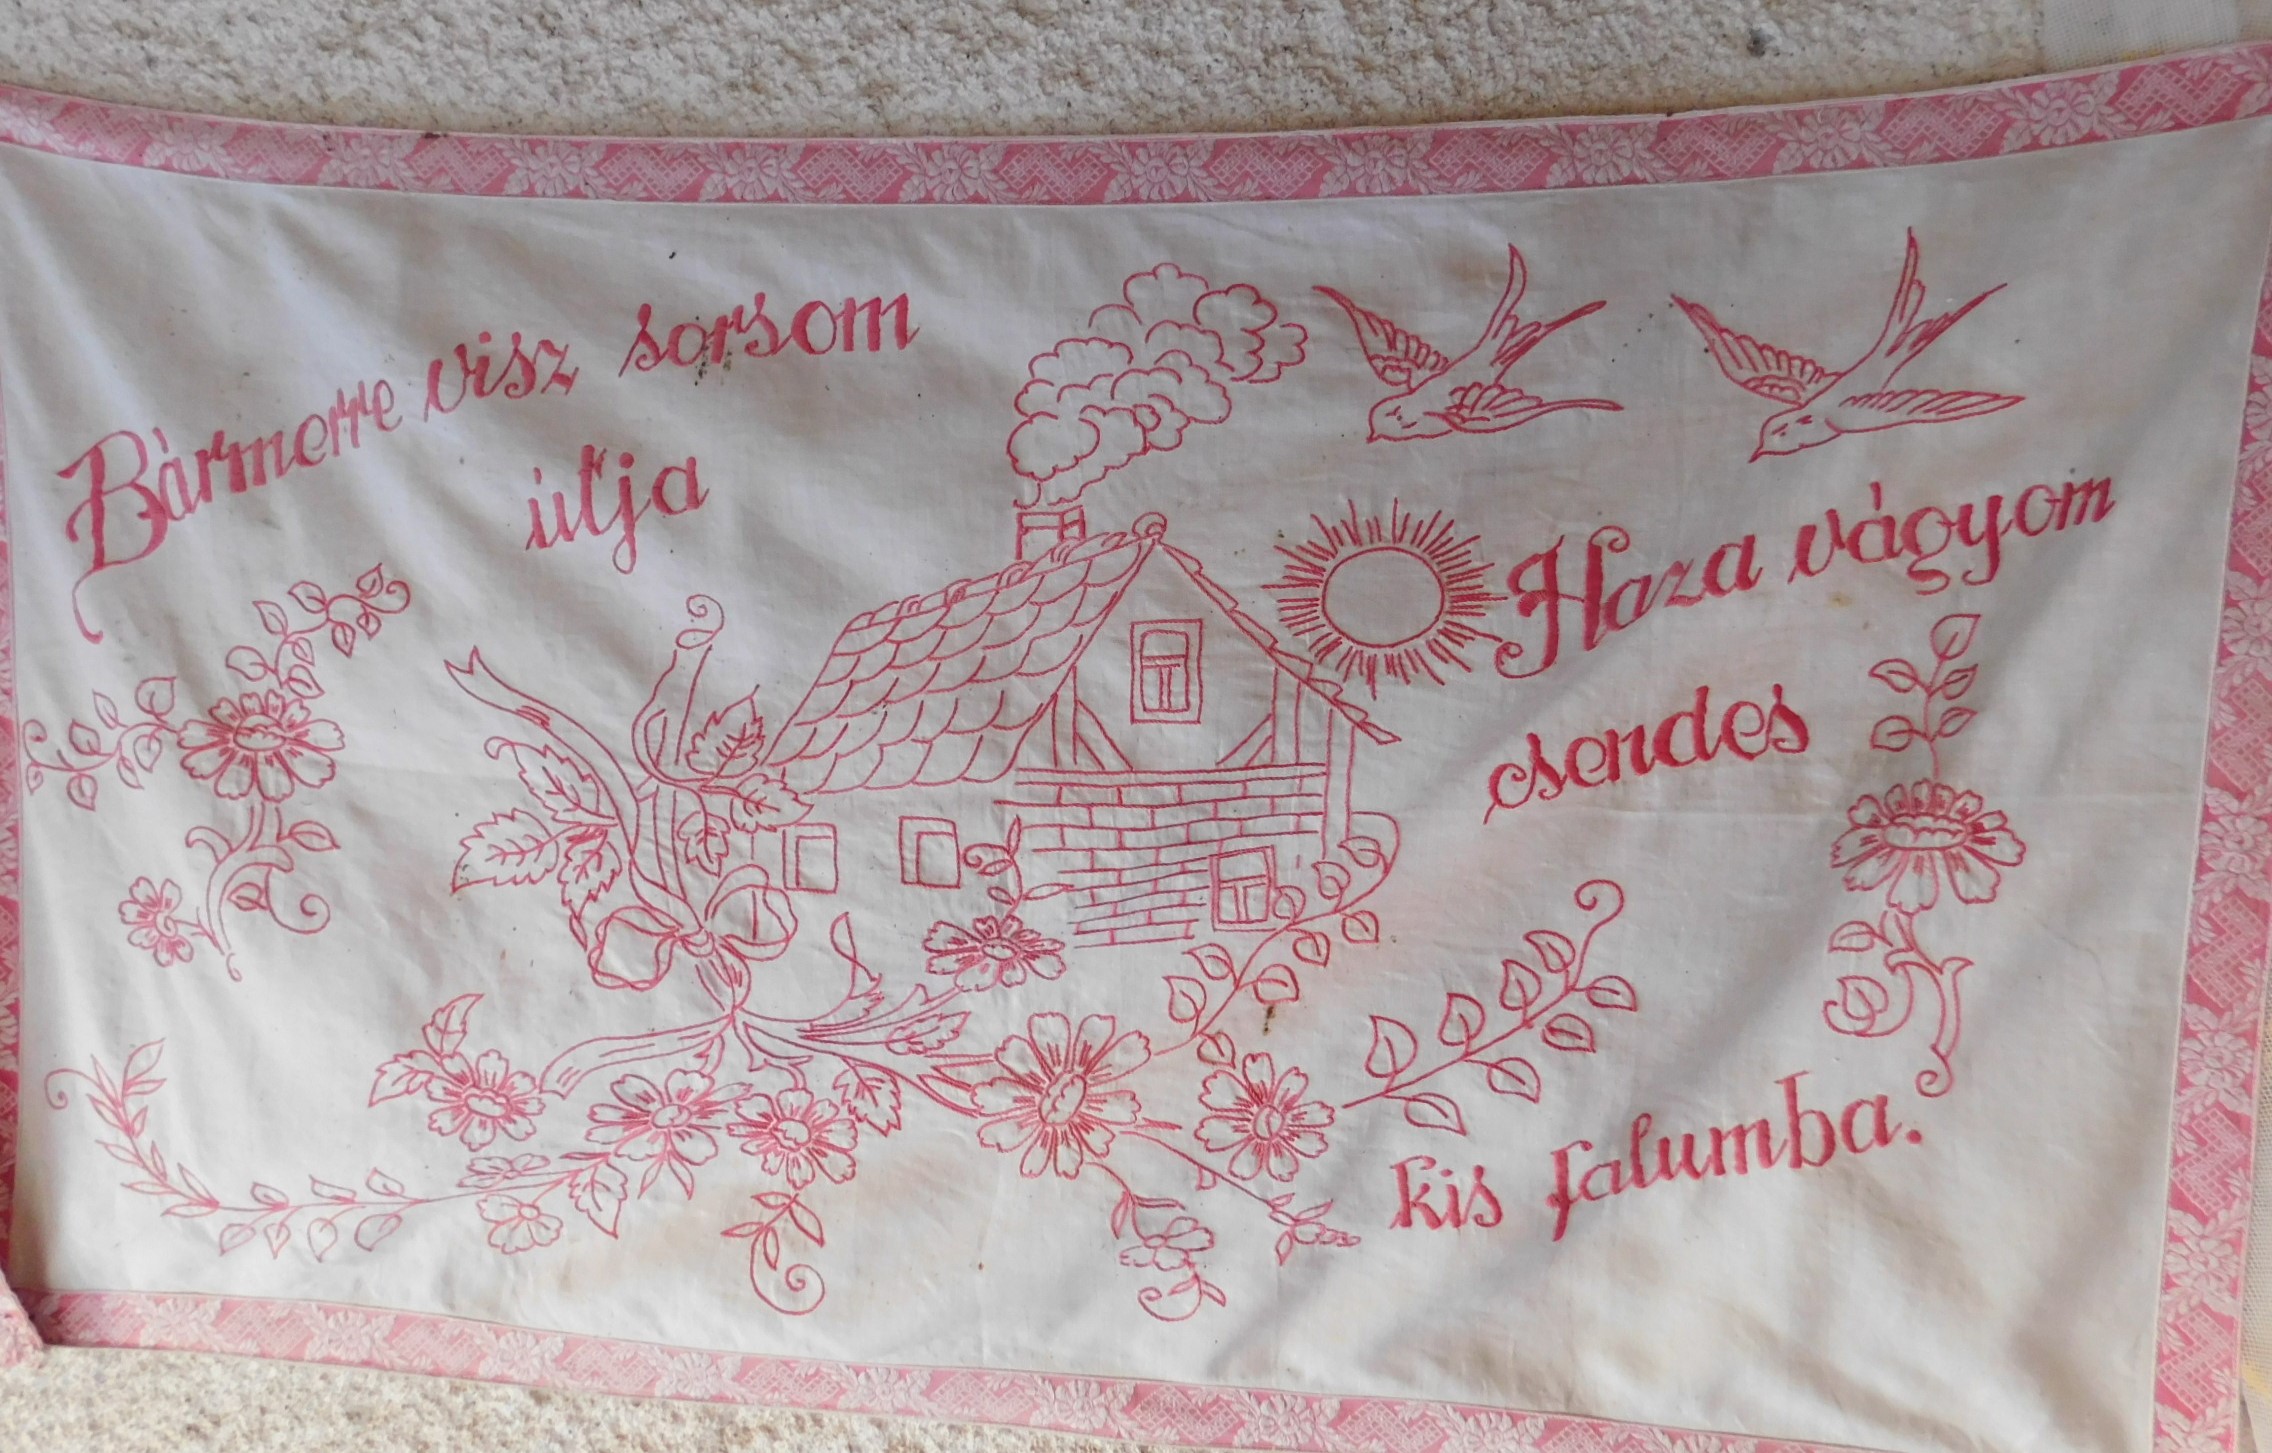 Bármerre visz sorsom
útja
Haza vágyom
csendes
kis falumba.